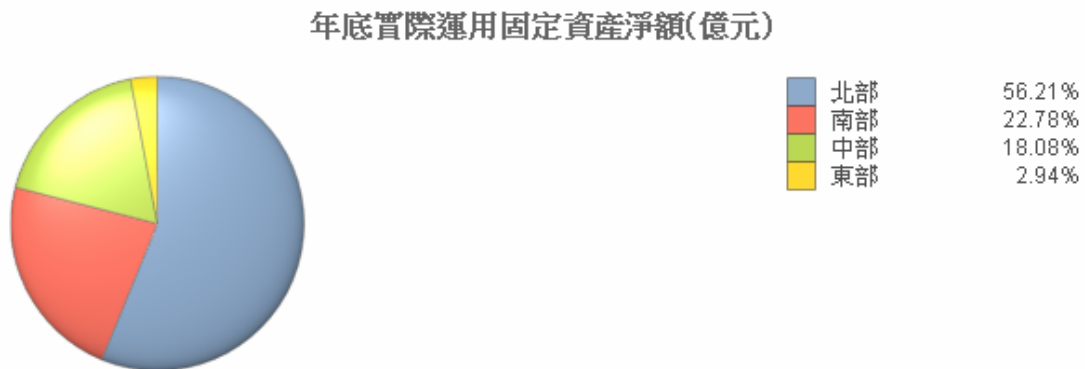 年底實際運用固定資產淨額(億元)
北部 56.21%
南部 22.78%
中部 18.08%
東部 2.94%